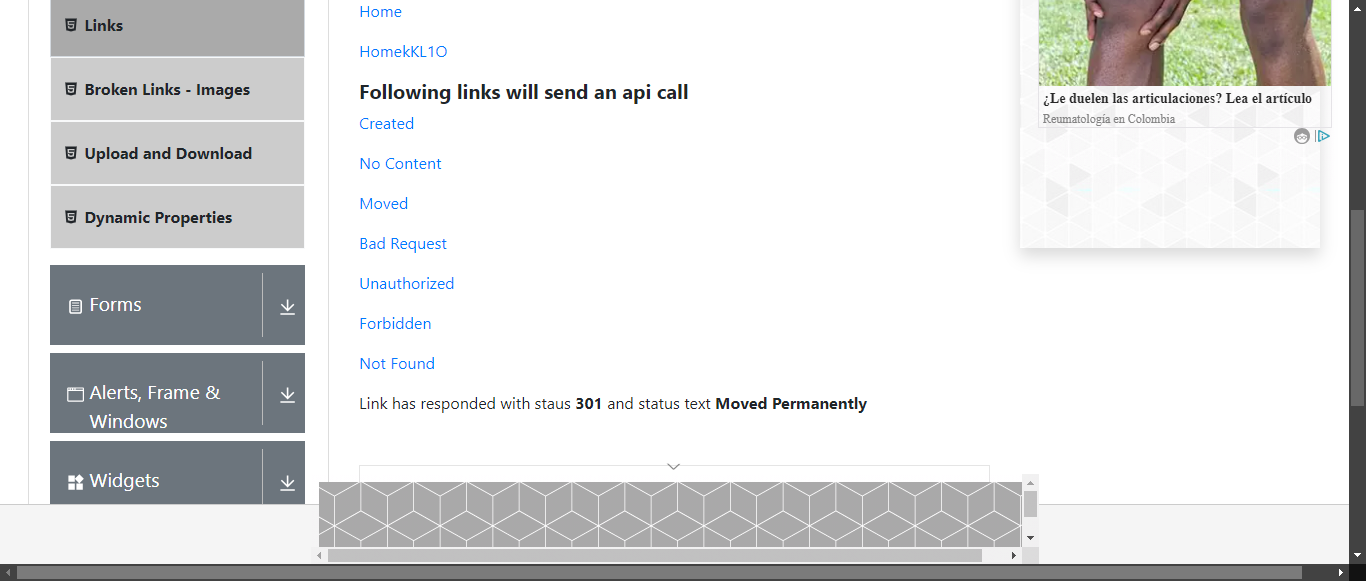 Links
Broken Links - Images
Upload and Download
Dynamic Properties
Forms
Alerts, Frame &
Windows
Widgets
Home
HomekKL1O
Following links will send an api call
Created
No Content
Moved
Bad Request
Unauthorized
Forbidden
Not Found
Link has responded with staus 301 and status text Moved Permanently
¿Le duelen las articulaciones? Lea el artículo
Reumatología en Colombia